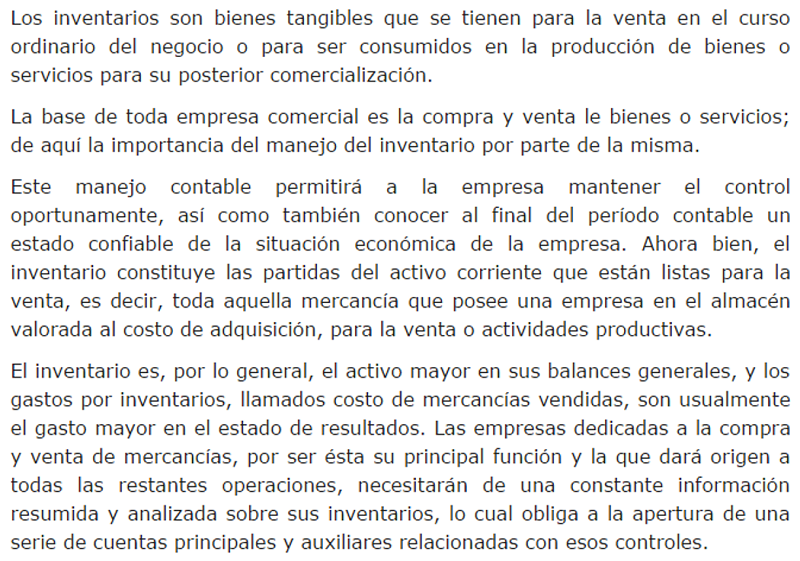 Los inventarios son bienes tangibles que se tienen para la venta en el curso
ordinario del negocio o para ser consumidos en la producción de bienes o
servicios para su posterior comercialización.
La base de toda empresa comercial es la compra y venta le bienes o servicios;
de aquí la importancia del manejo del inventario por parte de la misma.
Este manejo contable permitirá a la empresa mantener el control
oportunamente, así como también conocer al final del período contable un
estado confiable de la situación económica de la empresa. Ahora bien, el
inventario constituye las partidas del activo corriente que están listas para la
venta, es decir, toda aquella mercancía que posee una empresa en el almacén
valorada al costo de adquisición, para la venta o actividades productivas.
El inventario es, por lo general, el activo mayor en sus balances generales, y los
gastos por inventarios, llamados costo de mercancías vendidas, son usualmente
el gasto mayor en el estado de resultados. Las empresas dedicadas a la compra
y venta de mercancías, por ser ésta su principal función y la que dará origen a
todas las restantes operaciones, necesitarán de una constante información
resumida y analizada sobre sus inventarios, lo cual obliga a la apertura de una
serie de cuentas principales y auxiliares relacionadas con esos controles.